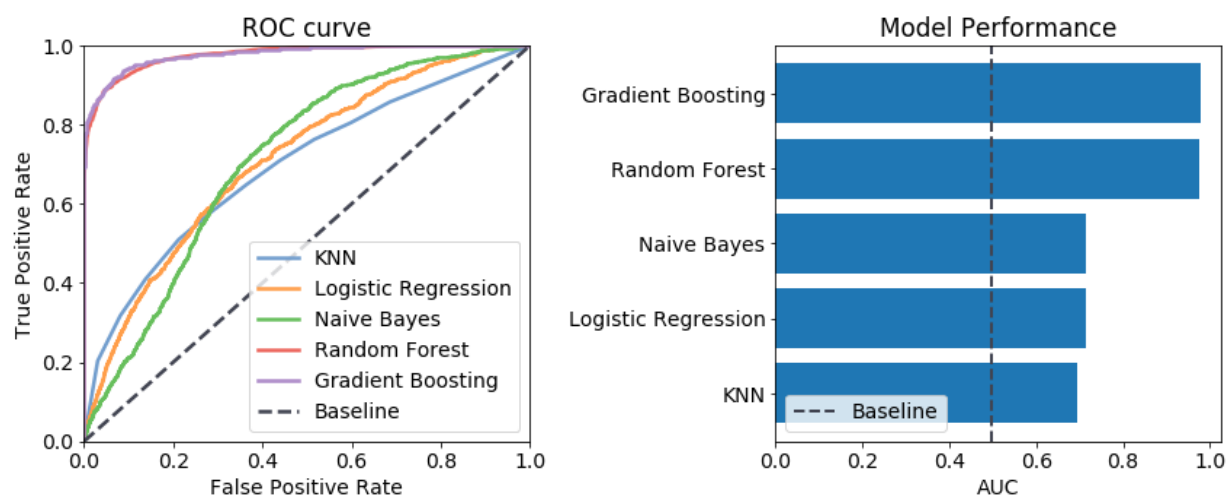 ROC curve
1.0
0.8
0.6
0.4
0.2
0.0
True Positive Rate
KNN
Logistic Regression
Naive Bayes
Random Forest
Gradient Boosting
Baseline
0.0 0.2 0.4 0.6 0.8 1.0
False Positive Rate
Model Performance
Gradient Boosting
Random Forest
Naive Bayes
Logistic Regression
KNN
Baseline
0.0 0.2 0.4 0.6 0.8 1.0
AUC